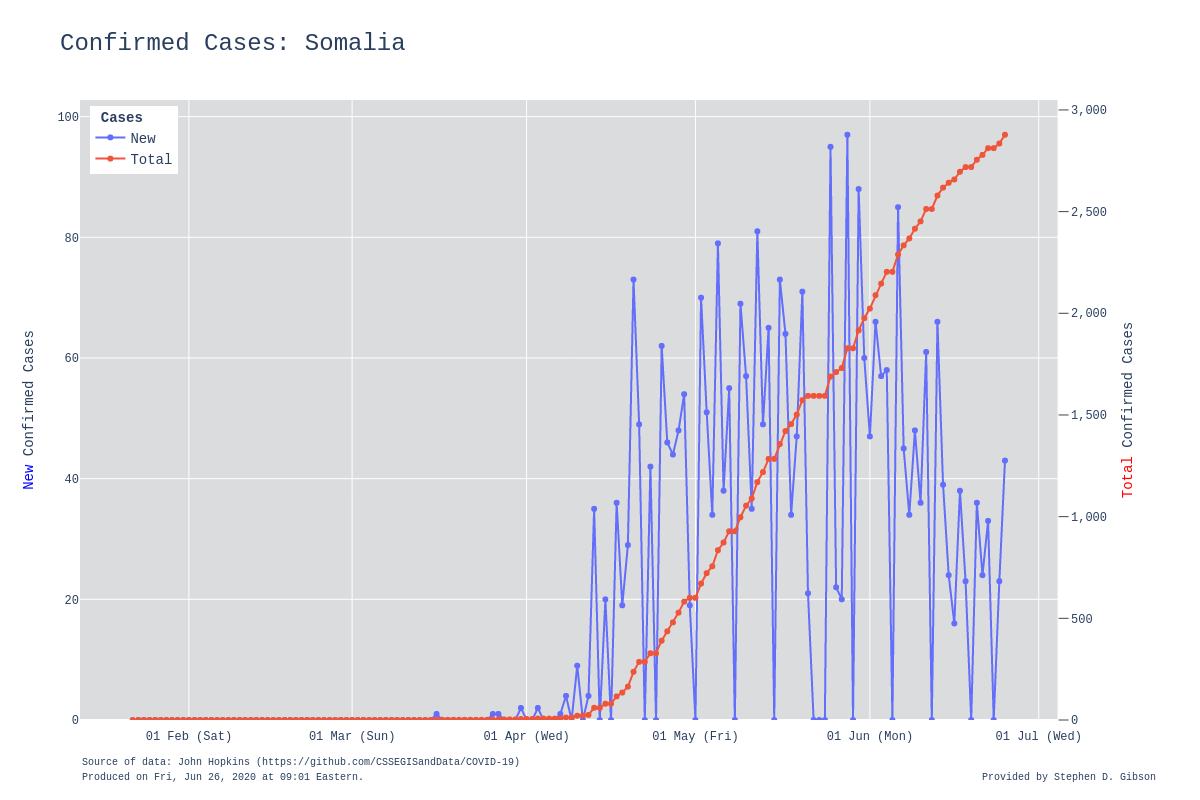 Confirmed Cases: Somalia
Cases
New
Total
100
80
60
40
20
0
3,000
2,500
2,000
1,500
1,000
500
0
New Confirmed Cases
Total Confirmed Cases
01 Feb (Sat)
01 Mar (Sun)
01 Apr (Wed)
01 May (Fri)
01 Jun (Mon)
01 Jul (Wed)
Source of data: John Hopkins (https://github.com/CSSEGISandData/COVID-19)
Produced on Fri, Jun 26, 2020 at 09:01 Eastern.
Provided by Stephen D. Gibson